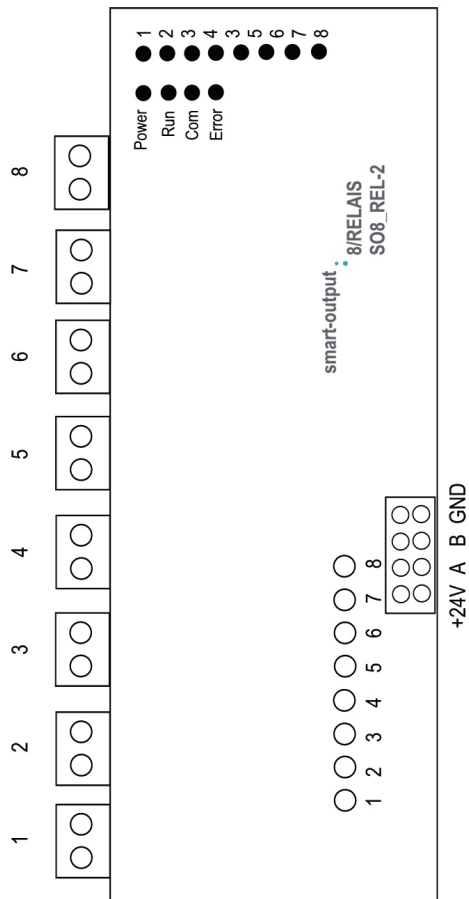 1 2 3 4 5 6 7 8
1
2
3
4
3
5
6
7
8
Power
Run
Com
Error
smart-output
8/RELAIS
SO8_REL-2
1 2 3 4 5 6 7 8
+24V A B GND